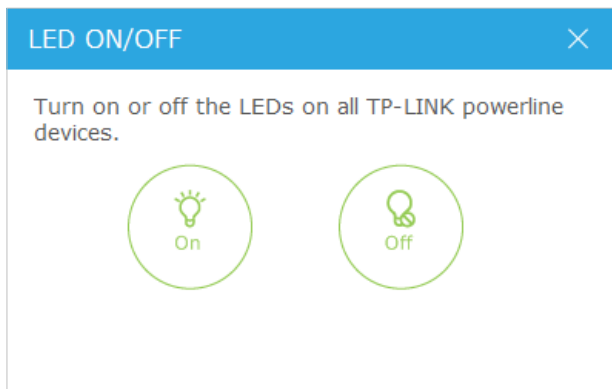 LED ON/OFF
Turn on or off the LEDs on all TP-LINK powerline
devices.
On
Off